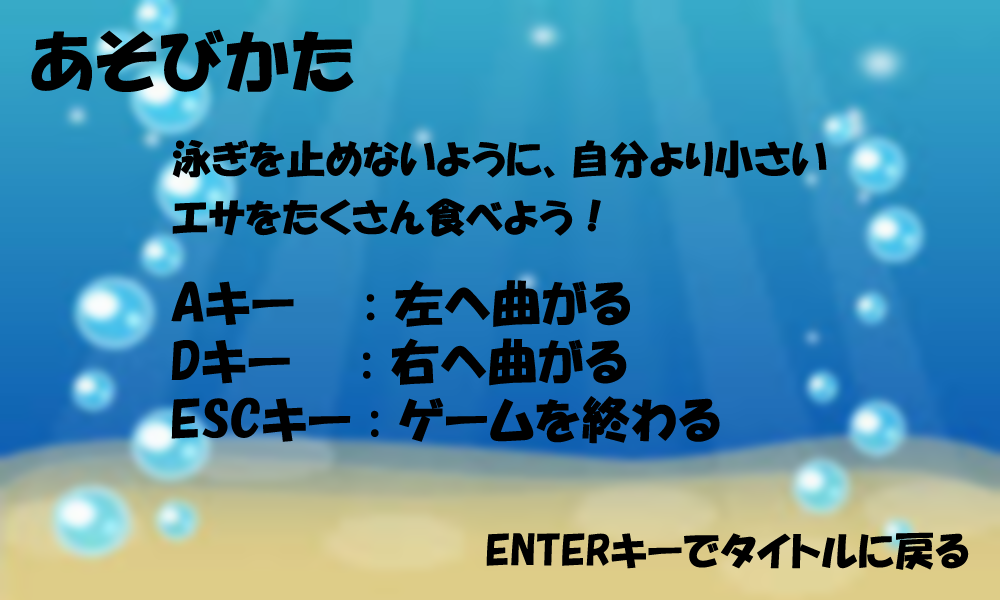 あそびかた
泳ぎを止めないように、自分より小さい
エサをたくさん食べよう！
Aキー　：左へ曲がる
Dキー　：右へ曲がる
ESCキー：ゲームを終わる
ENTERキーでタイトルに戻る